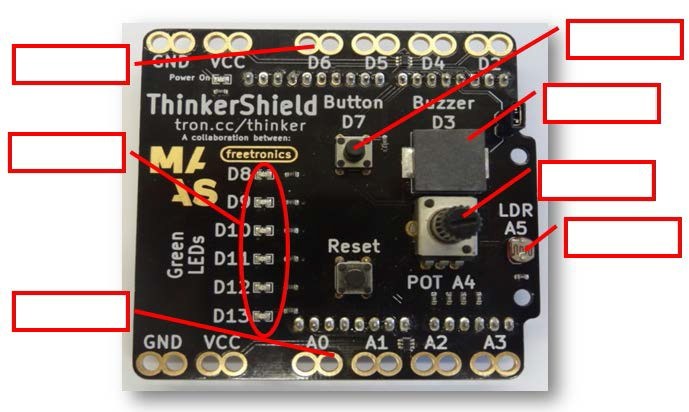 GND VCC D6 D5 D4 D2
Power On
ThinkerShield
tron.cc/thinker
A collaboration between:
MAAS
freetronics
Button
D7
Buzzer
D3
D8
D9
D10
D11
D12
D13
Green
LEDs
Reset
LDR
A5
POT A4
GND VCC A0 A1 A2 A3